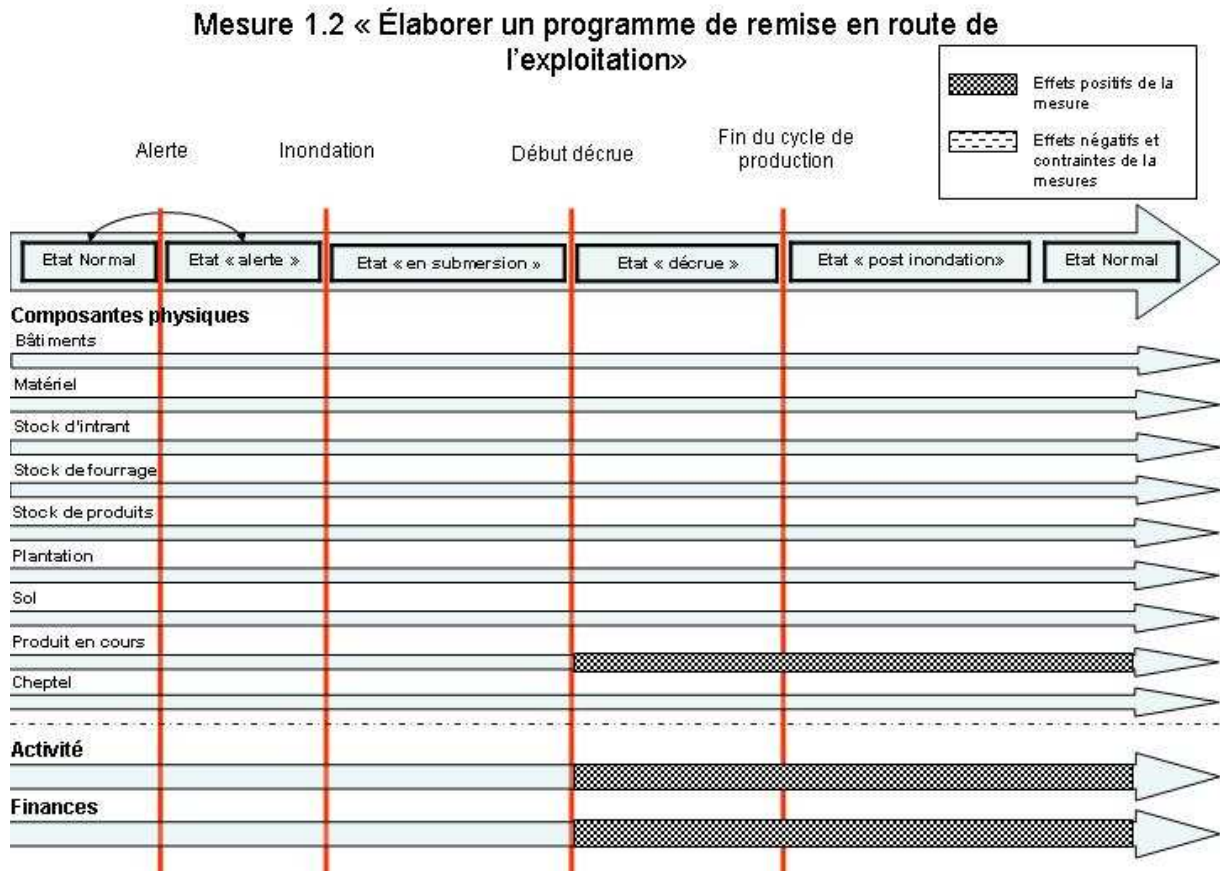 Mesure 1.2 « Élaborer un programme de remise en route de
l'exploitation»
Effets positifs de la
mesure
Effets négatifs et
contraintes de la
mesures
Alerte
Inondation
Début décrue
Fin du cycle de
production
Etat Normal
Etat « alerte »
Etat « en submersion »
Etat « décrue »
Etat « post inondation»
Etat Normal
Composantes physiques
Bâtiments
Matériel
Stock d'intrant
Stock de fourrage
Stock de produits
Plantation
Sol
Produit en cours
Cheptel
Activité
Finances